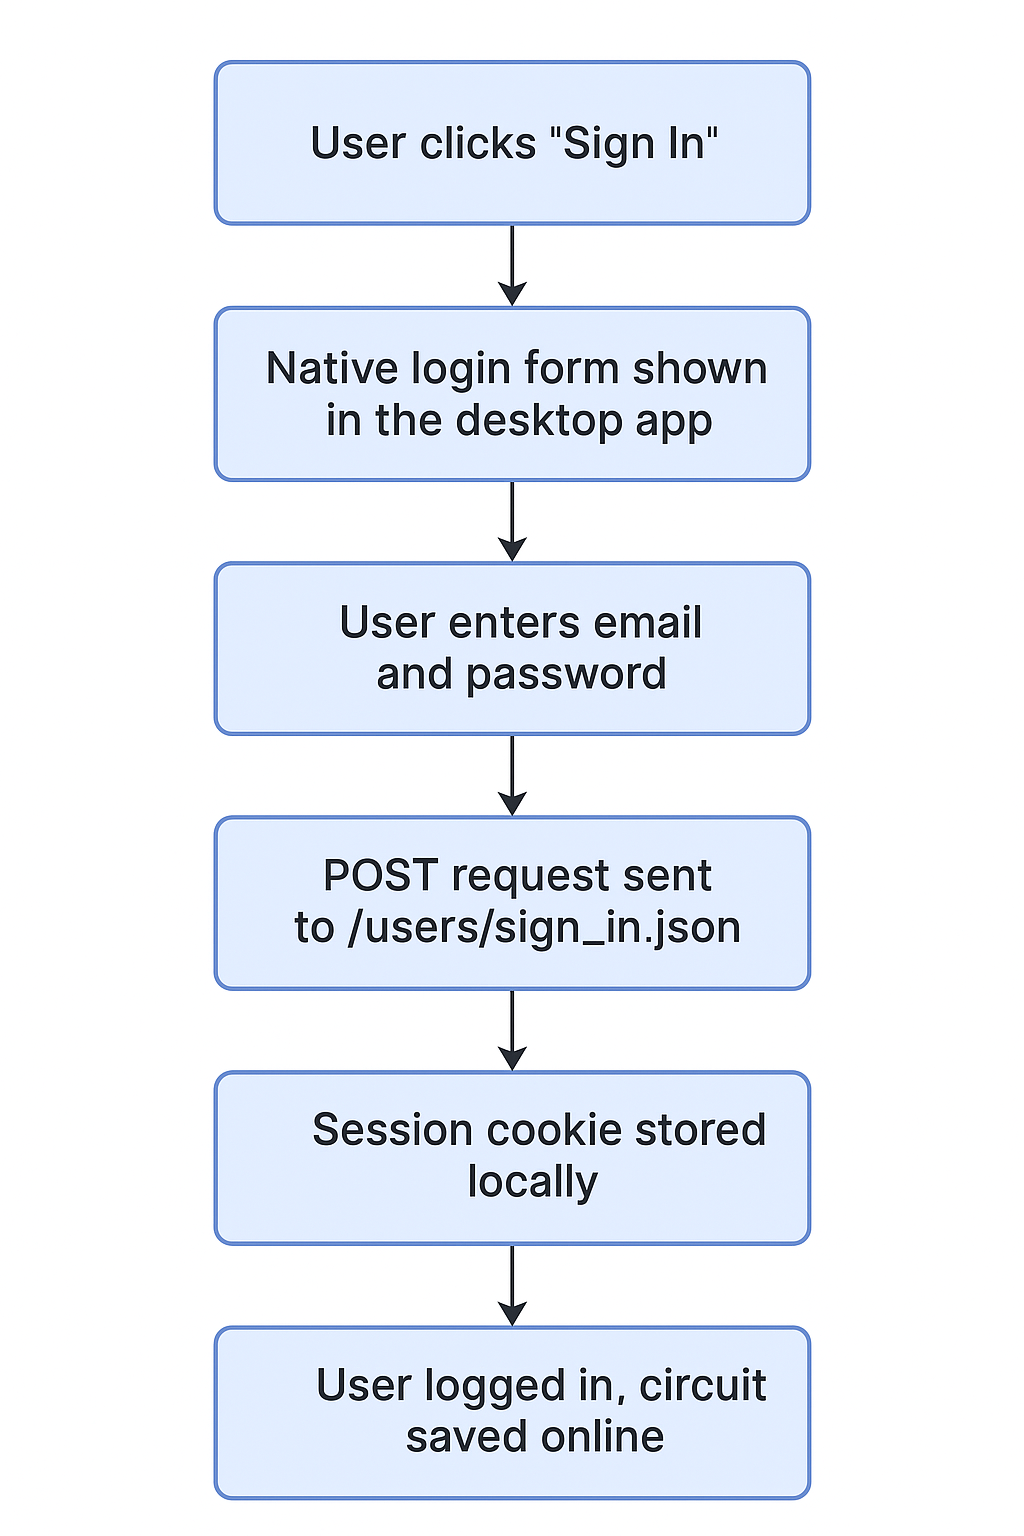 User clicks "Sign In"
Native login form shown
in the desktop app
User enters email
and password
POST request sent
to /users/sign_in.json
Session cookie stored
locally
User logged in, circuit
saved online